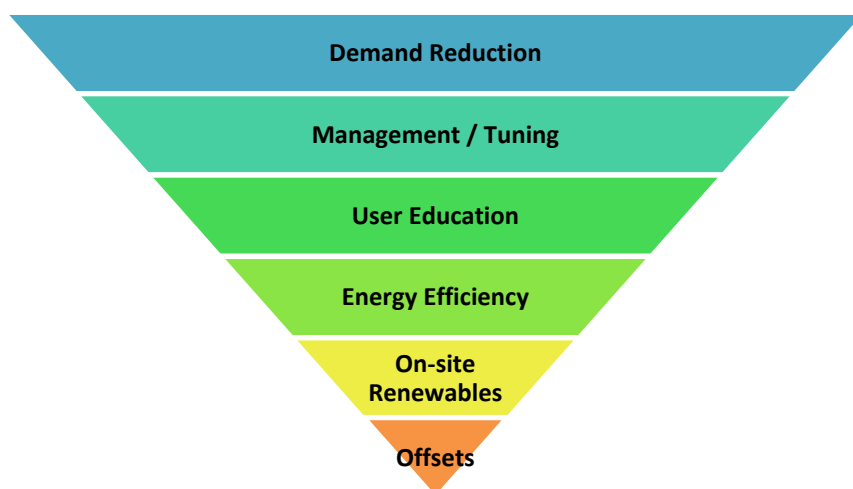 Demand Reduction
Management / Tuning
User Education
Energy Efficiency
On-site
Renewables
Offsets